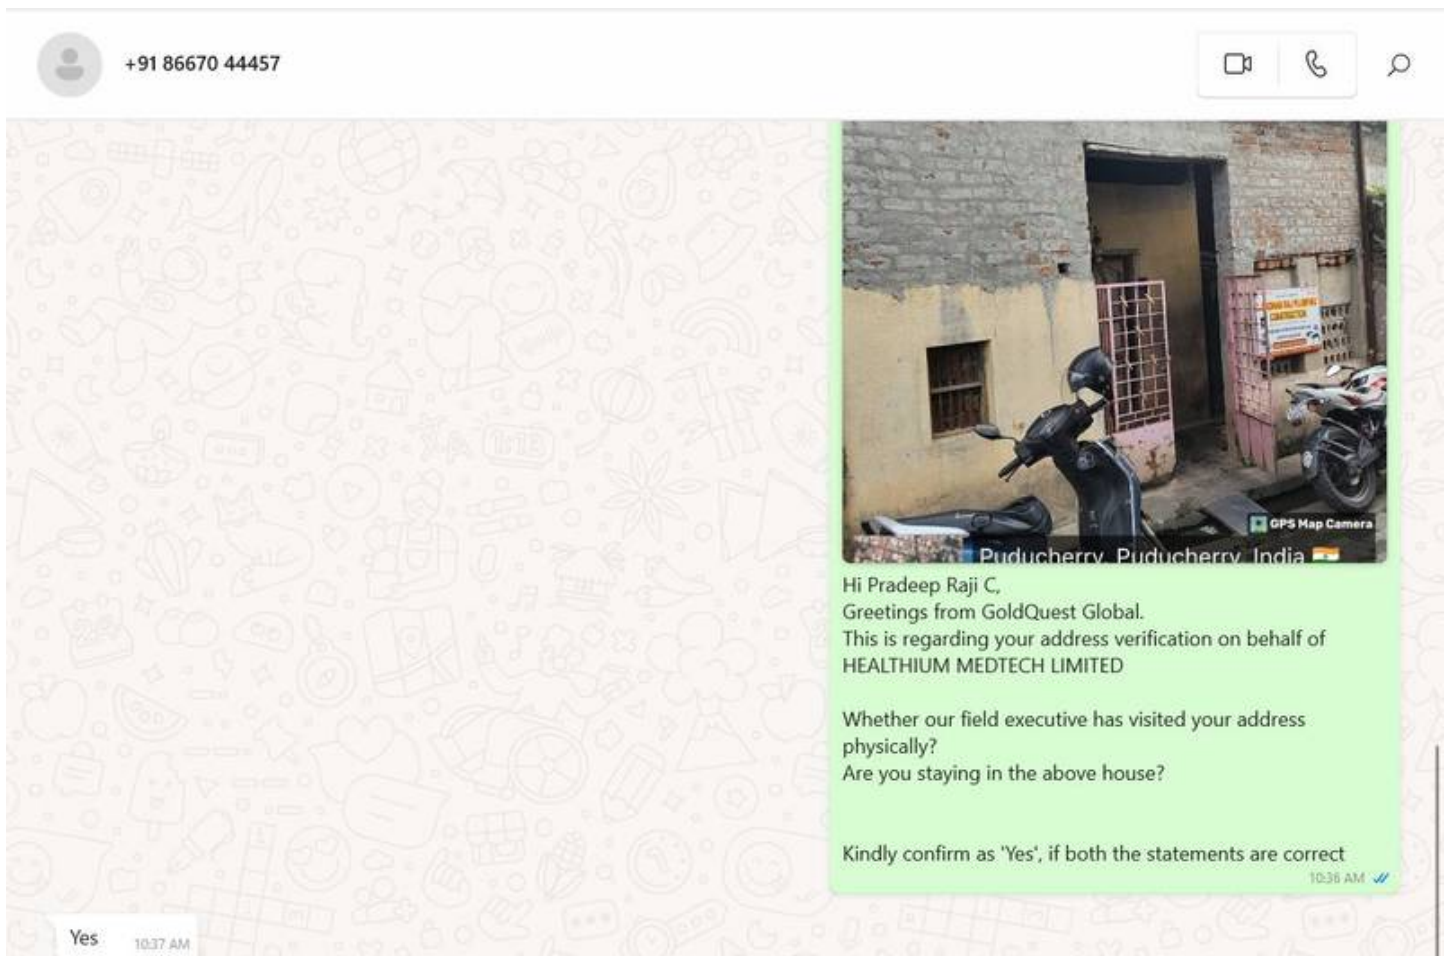 +91 86670 44457
CONSTRUCTION
GPS Map Camera
Puducherry, Puducherry, India
Hi Pradeep Raji C,
Greetings from GoldQuest Global.
This is regarding your address verification on behalf of
HEALTHIUM MEDTECH LIMITED
Whether our field executive has visited your address
physically?
Are you staying in the above house?
Kindly confirm as 'Yes', if both the statements are correct
10:36 AM
Yes
10:37 AM